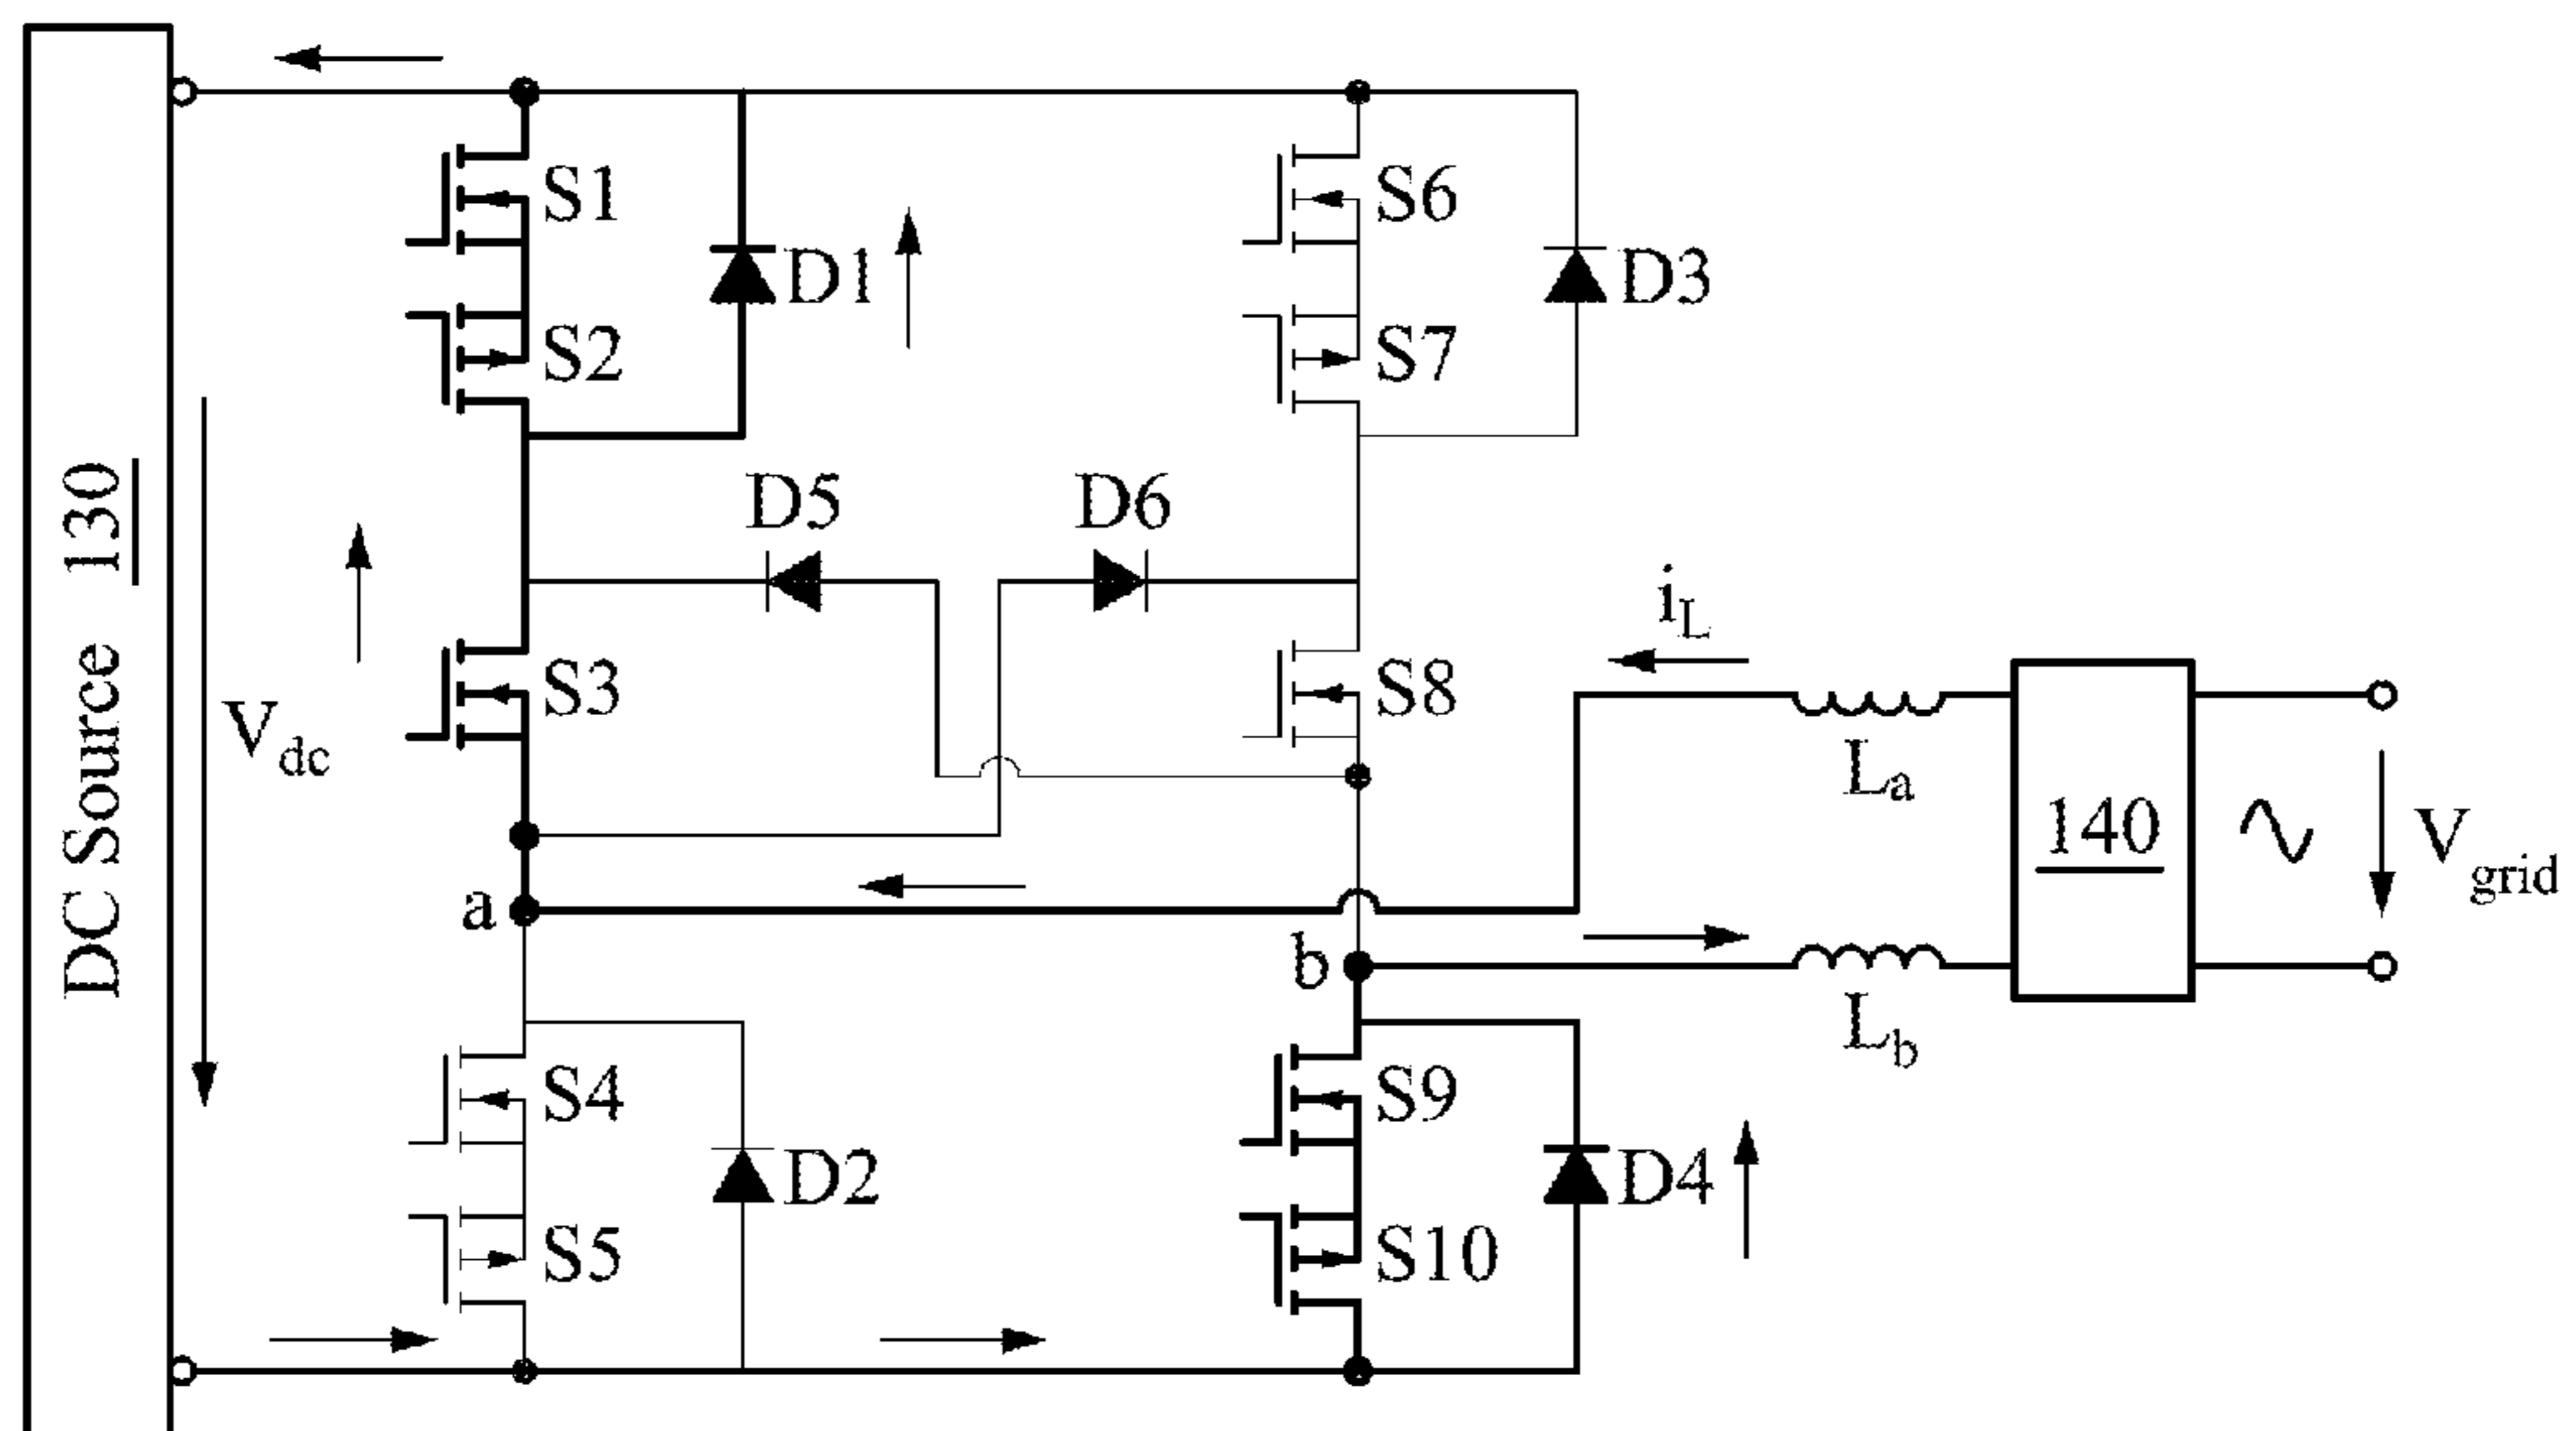 DC Source 130
V_dc
S1
S2
D1
S3
D5
D6
S6
S7
D3
S8
a
b
i_L
L_a
L_b
140
V_grid
S4
S5
D2
S9
S10
D4